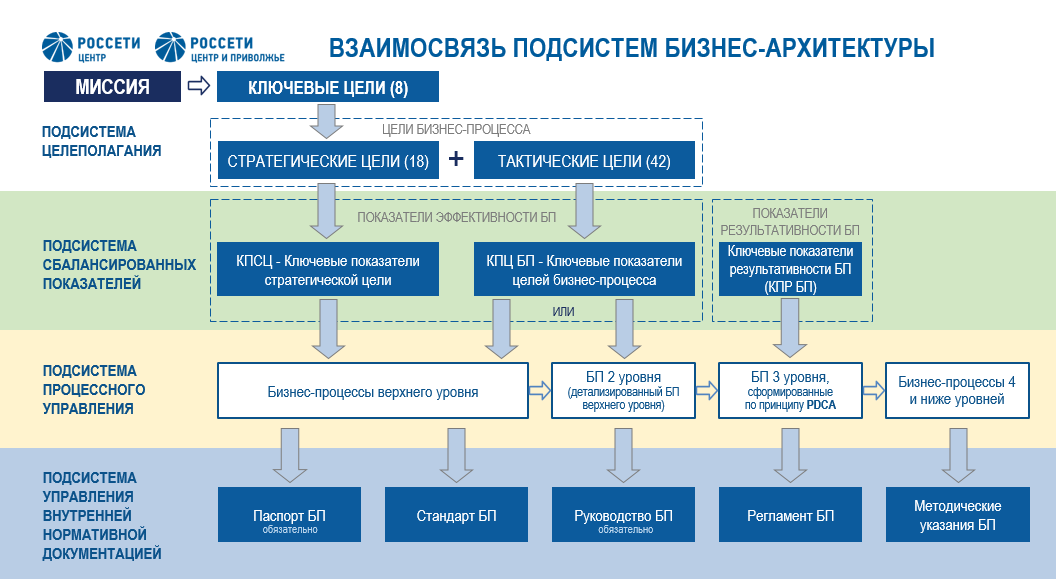 РОССЕТИ
ЦЕНТР
РОССЕТИ
ЦЕНТР И ПРИВОЛЖЬЕ
ВЗАИМОСВЯЗЬ ПОДСИСТЕМ БИЗНЕС-АРХИТЕКТУРЫ
МИССИЯ
КЛЮЧЕВЫЕ ЦЕЛИ (8)
ПОДСИСТЕМА
ЦЕЛЕПОЛАГАНИЯ
ЦЕЛИ БИЗНЕС-ПРОЦЕССА
СТРАТЕГИЧЕСКИЕ ЦЕЛИ (18)
+
ТАКТИЧЕСКИЕ ЦЕЛИ (42)
ПОДСИСТЕМА
СБАЛАНСИРОВАННЫХ
ПОКАЗАТЕЛЕЙ
ПОКАЗАТЕЛИ ЭФФЕКТИВНОСТИ БП
КПСЦ - Ключевые показатели
стратегической цели
КПЦ БП - Ключевые показатели
целей бизнес-процесса
ИЛИ
ПОКАЗАТЕЛИ
РЕЗУЛЬТАТИВНОСТИ БП
Ключевые показатели
результативности БП
(КПР БП)
ПОДСИСТЕМА
ПРОЦЕССНОГО
УПРАВЛЕНИЯ
Бизнес-процессы верхнего уровня
БП 2 уровня
(детализированный БП
верхнего уровня)
БП 3 уровня,
сформированные
по принципу PDCA
Бизнес-процессы 4
и ниже уровней
ПОДСИСТЕМА
УПРАВЛЕНИЯ
ВНУТРЕННЕЙ
НОРМАТИВНОЙ
ДОКУМЕНТАЦИЕЙ
Паспорт БП
обязательно
Стандарт БП
Руководство БП
обязательно
Регламент БП
Методические
указания БП